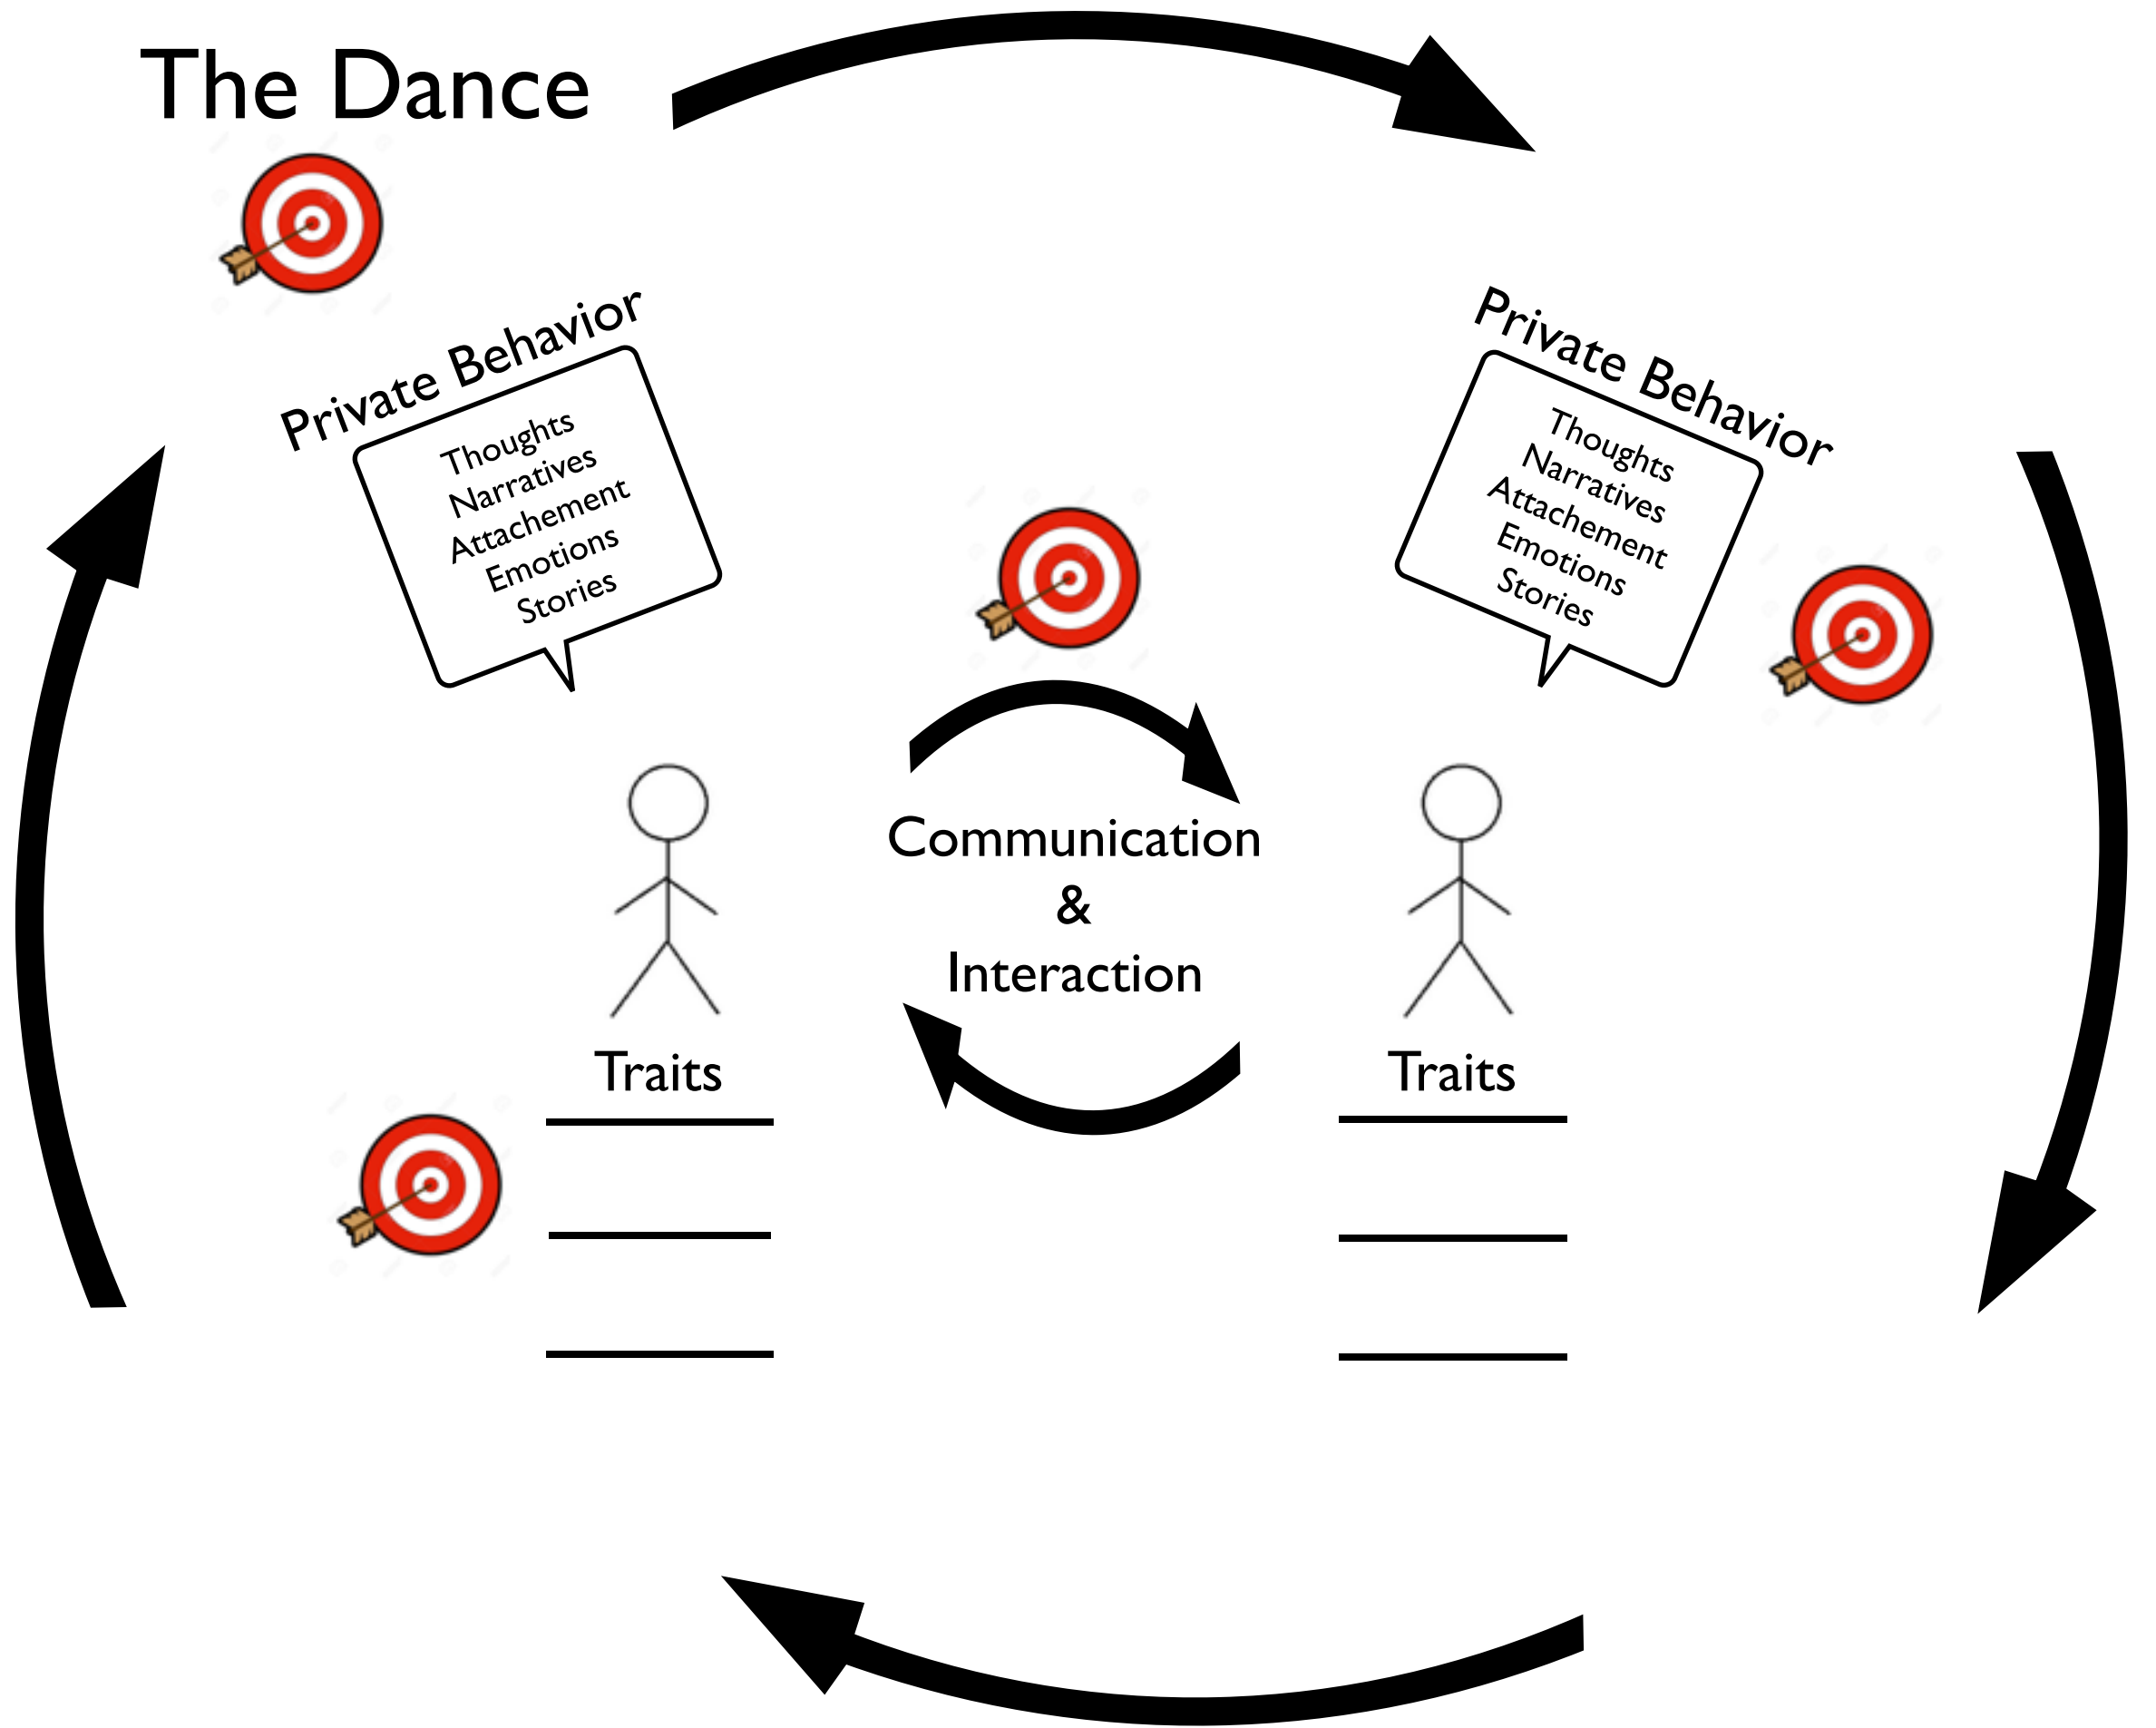 The Dance
Private Behavior
Thoughts
Narratives
Attachement
Emotions
Stories
Private Behavior
Thoughts
Narratives
Attachement
Emotions
Stories
Communication
&
Interaction
Traits
Traits